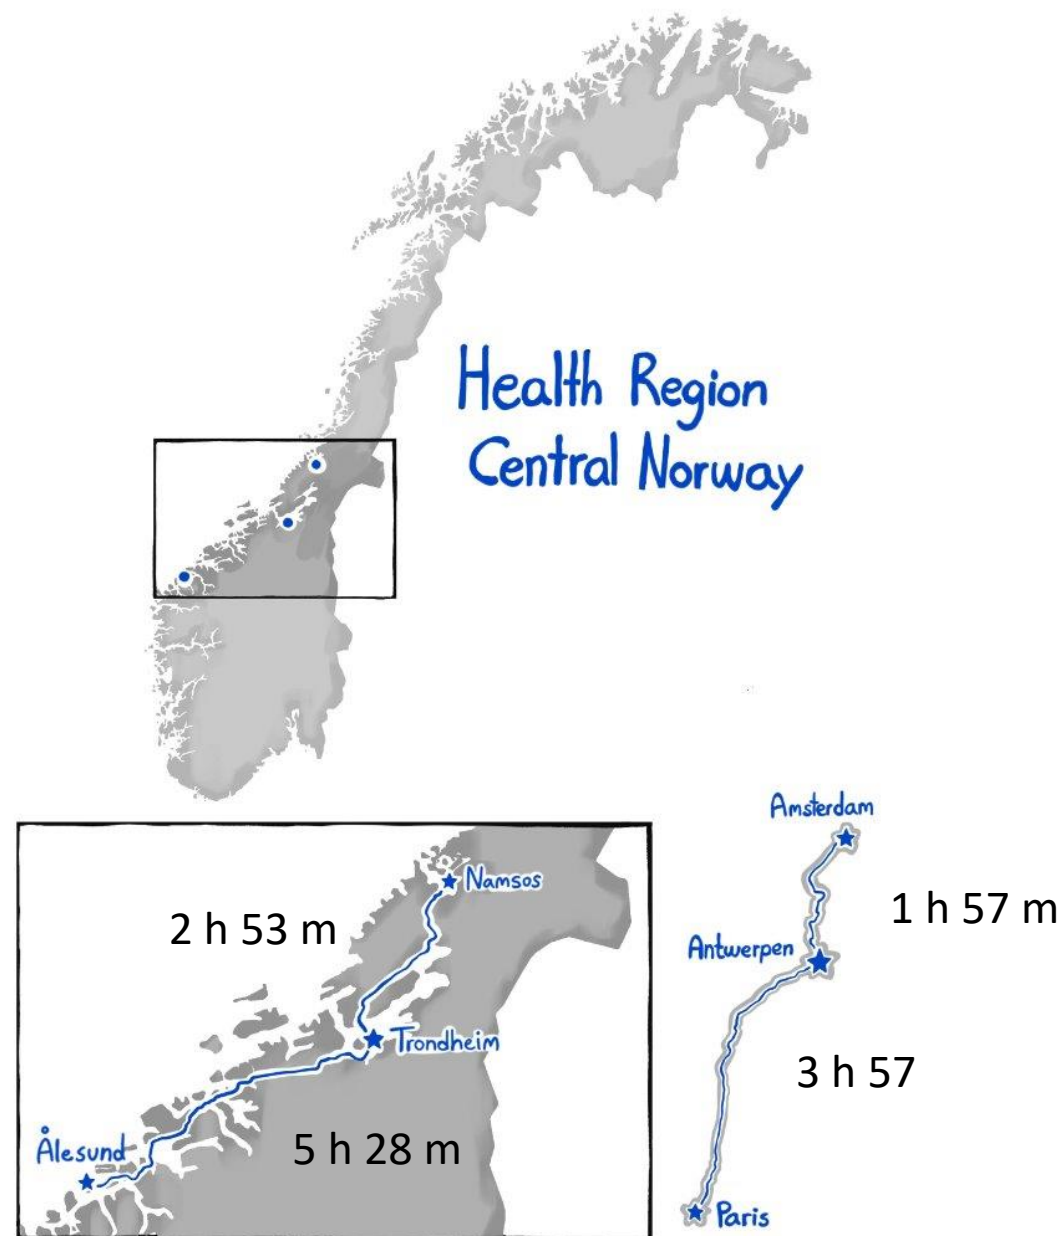 Health Region
Central Norway
Namsos
2 h 53 m
Trondheim
Ålesund
5 h 28 m
Amsterdam
1 h 57 m
Antwerpen
3 h 57
Paris